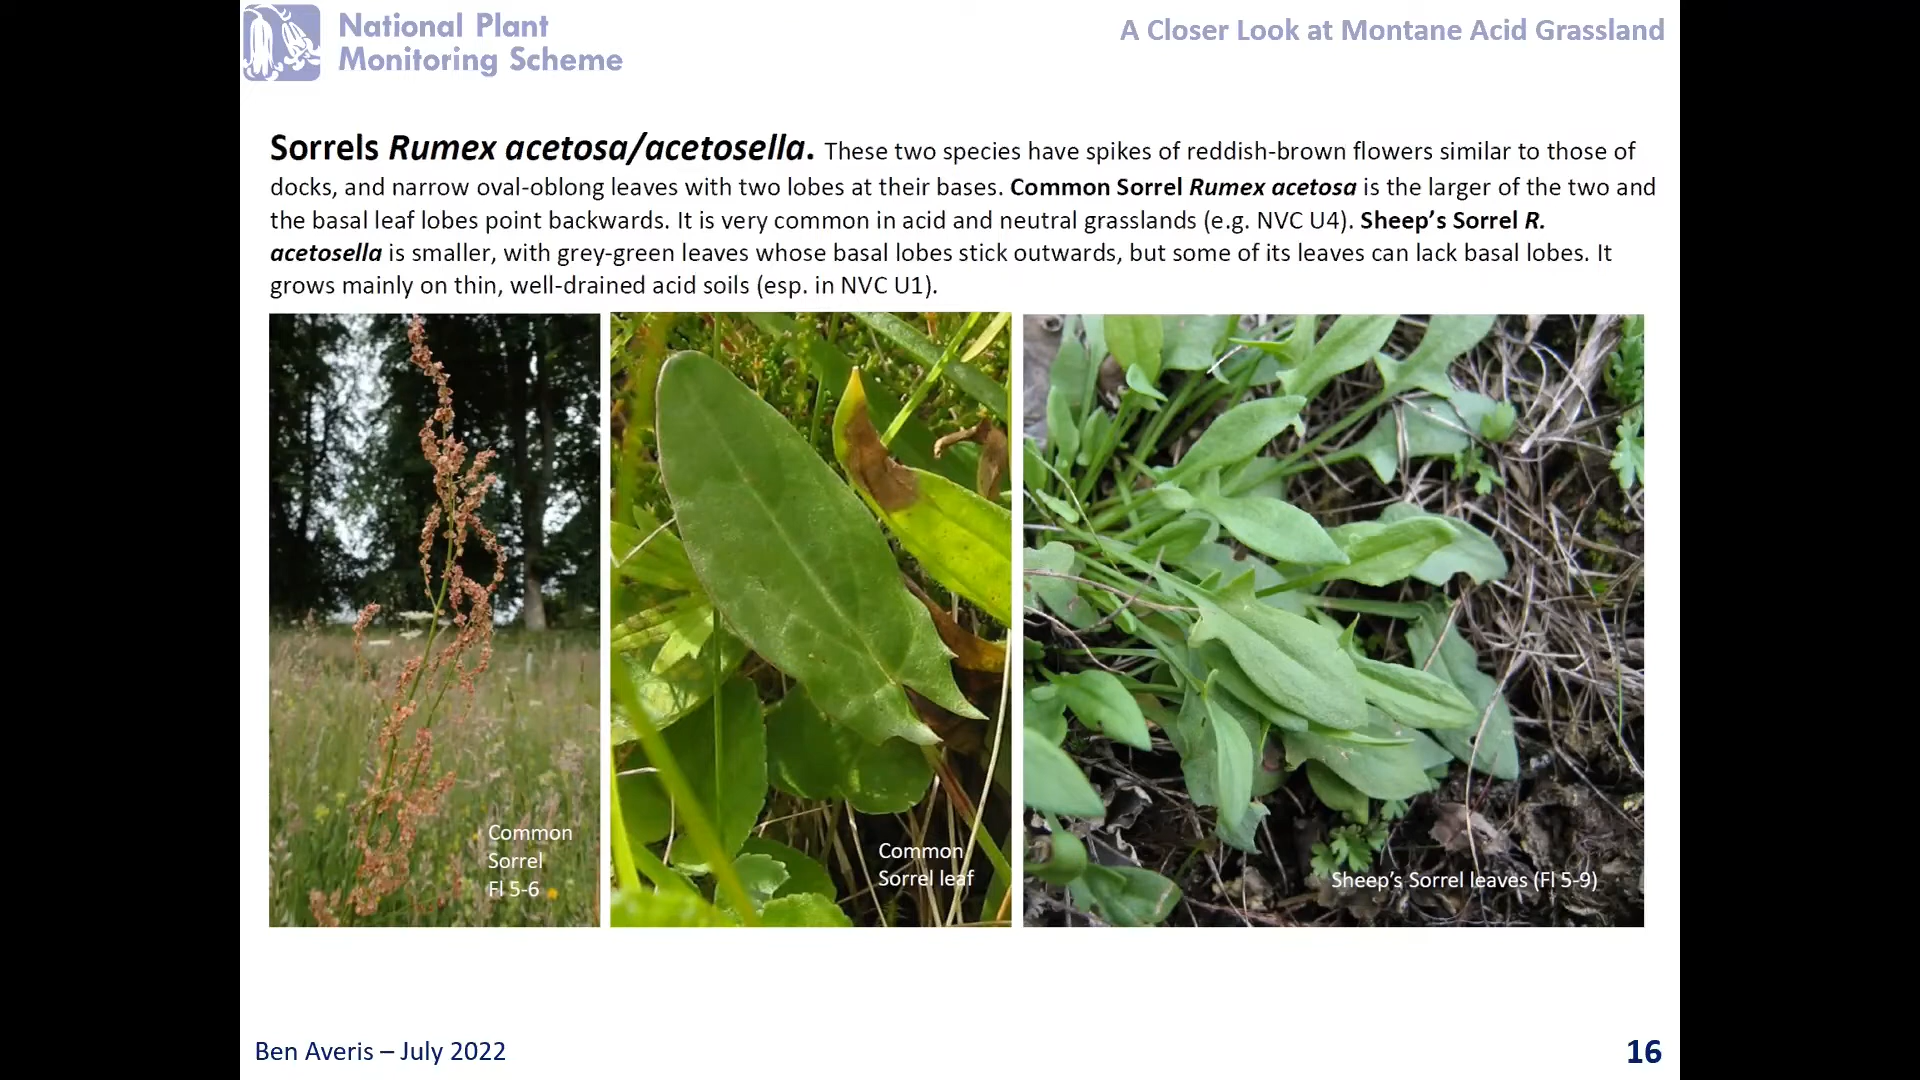 National Plant
Monitoring Scheme
A Closer Look at Montane Acid Grassland
Sorrels Rumex acetosa/acetosella. These two species have spikes of reddish-brown flowers similar to those of
docks, and narrow oval-oblong leaves with two lobes at their bases. Common Sorrel Rumex acetosa is the larger of the two and
the basal leaf lobes point backwards. It is very common in acid and neutral grasslands (e.g. NVC U4). Sheep’s Sorrel R.
acetosella is smaller, with grey-green leaves whose basal lobes stick outwards, but some of its leaves can lack basal lobes. It
grows mainly on thin, well-drained acid soils (esp. in NVC U1).
Common
Sorrel
Fl 5-6
Common
Sorrel leaf
Sheep’s Sorrel leaves (Fl 5-9)
Ben Averis – July 2022
16